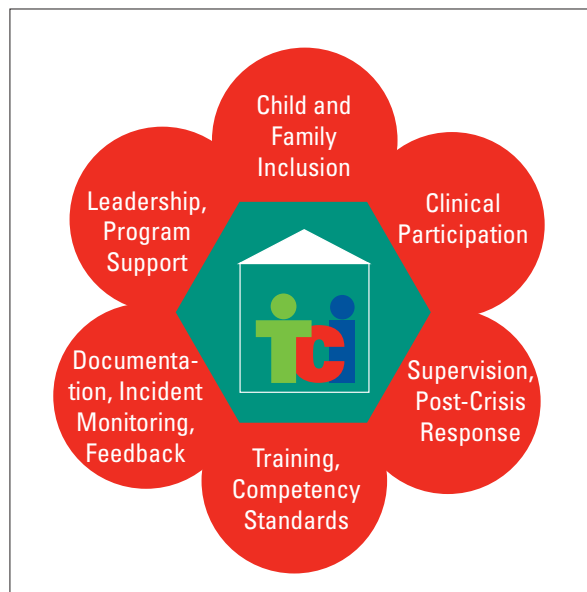 Child and
Family
Inclusion
Clinical
Participation
Supervision,
Post-Crisis
Response
Training,
Competency
Standards
Documenta-
tion, Incident
Monitoring,
Feedback
Leadership,
Program
Support
TCi